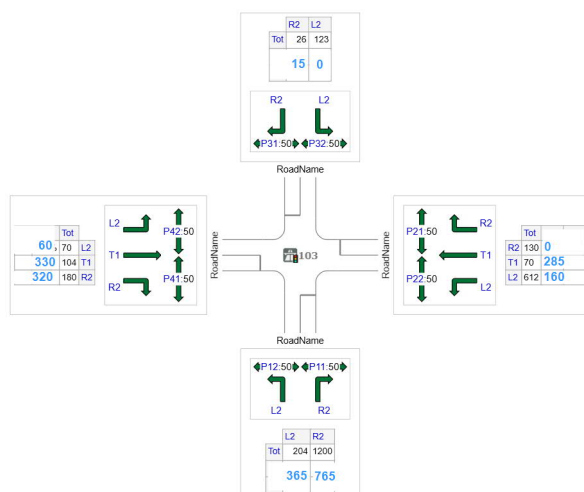 R2 L2
Tot 26 123
15 0
R2 L2
P31:50 P32:50
RoadName
L2
60 70 L2
T1
330 104 T1
R2
320 180 R2
Tot
P42:50
P41:50
RoadName
103
RoadName
P21:50
P22:50
R2
T1
L2
Tot
R2 130 0
T1 70 285
L2 612 160
RoadName
P12:50 P11:50
L2 R2
L2 R2
Tot 204 1200
365 765